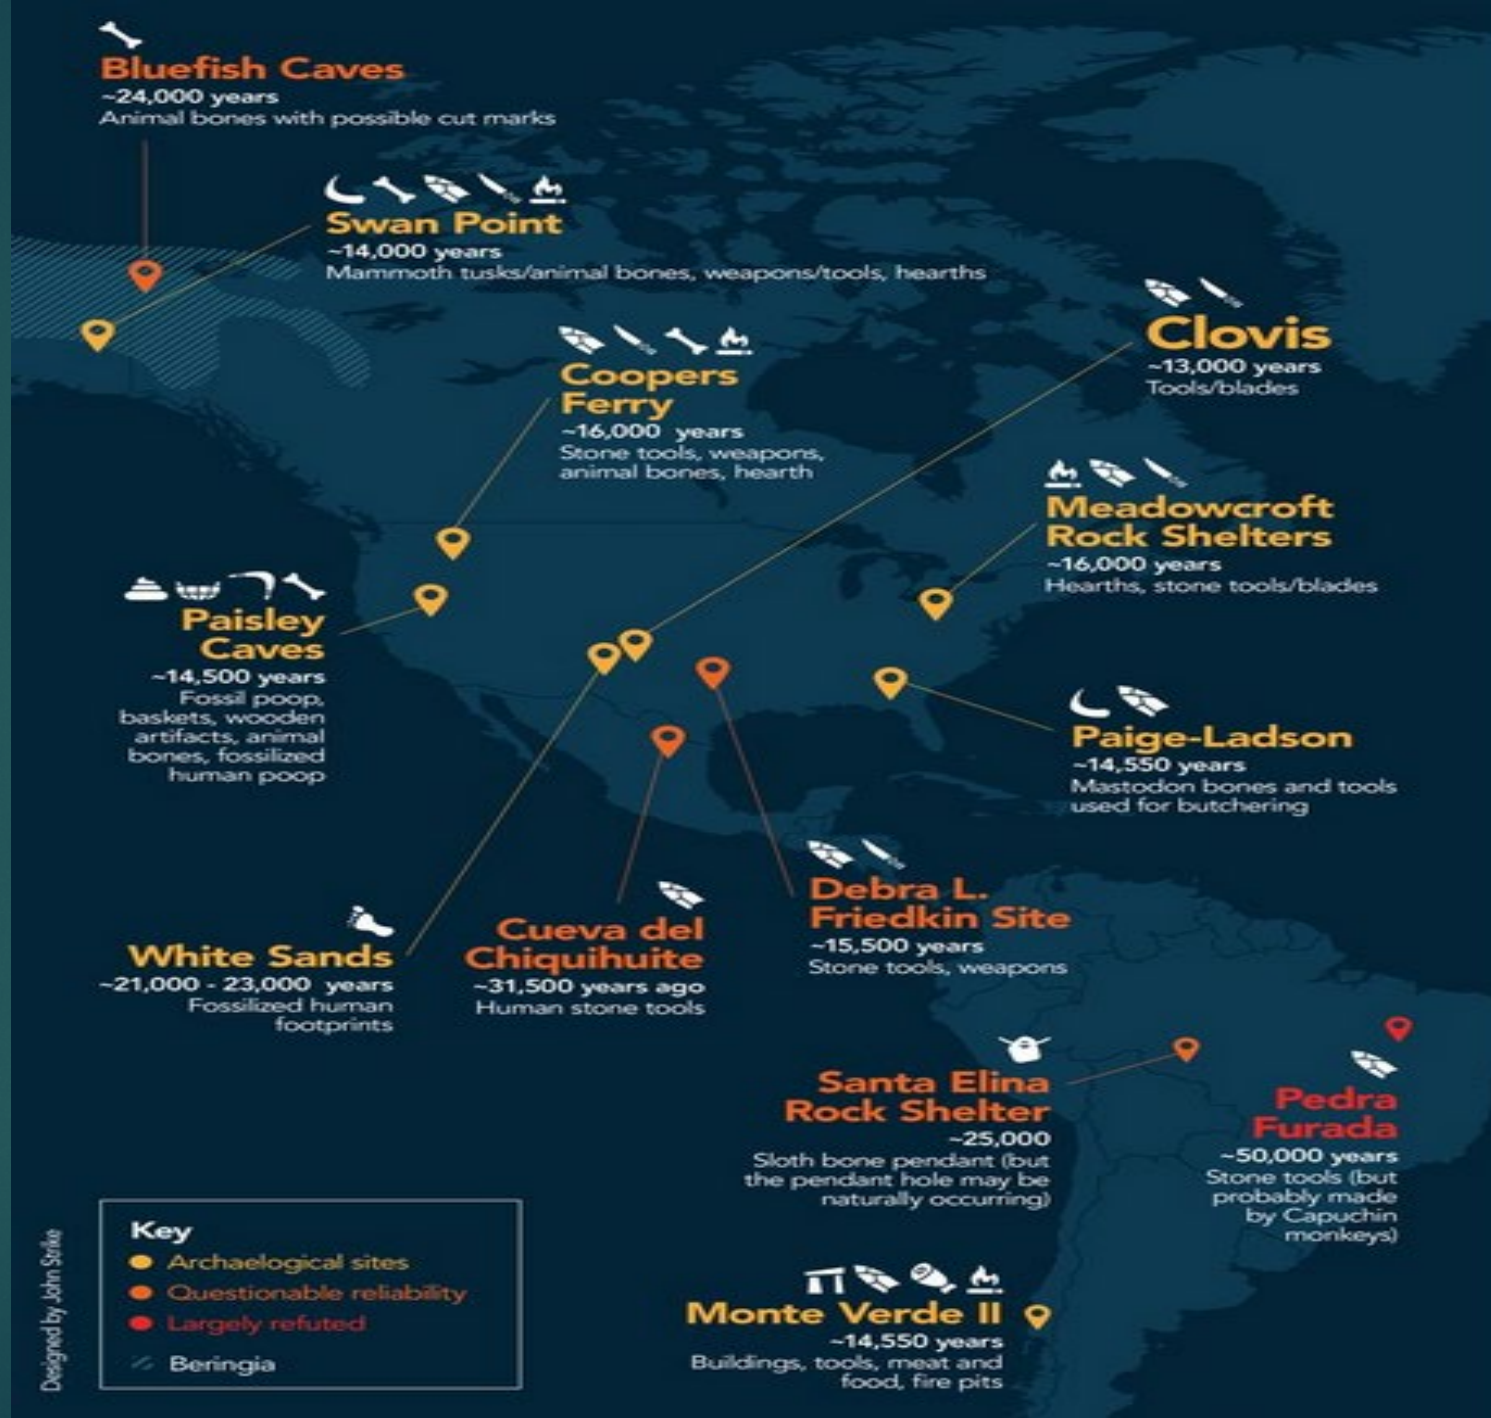 Bluefish Caves
~24,000 years
Animal bones with possible cut marks
Swan Point
~14,000 years
Mammoth tusks/animal bones, weapons/tools, hearths
Clovis
~13,000 years
Tools/blades
Coopers
Ferry
~16,000 years
Stone tools, weapons,
animal bones, hearth
Meadowcroft
Rock Shelters
~16,000 years
Hearths, stone tools/blades
Paisley
Caves
~14,500 years
Fossil poop,
baskets, wooden
artifacts, animal
bones, fossilized
human poop
Paige-Ladson
~14,550 years
Mastodon bones and tools
used for butchering
Debra L.
Friedkin Site
~15,500 years
Stone tools, weapons
White Sands
~21,000 - 23,000 years
Fossilized human
footprints
Cueva del
Chiquihuite
~31,500 years ago
Human stone tools
Santa Elina
Rock Shelter
~25,000
Sloth bone pendant (but
the pendant hole may be
naturally occurring)
Pedra
Furada
~50,000 years
Stone tools (but
probably made
by Capuchin
monkeys)
Monte Verde II
~14,550 years
Buildings, tools, meat and
food, fire pits
Key
Archaelogical sites
Questionable reliability
Largely refuted
Beringia
Designed by John Strike